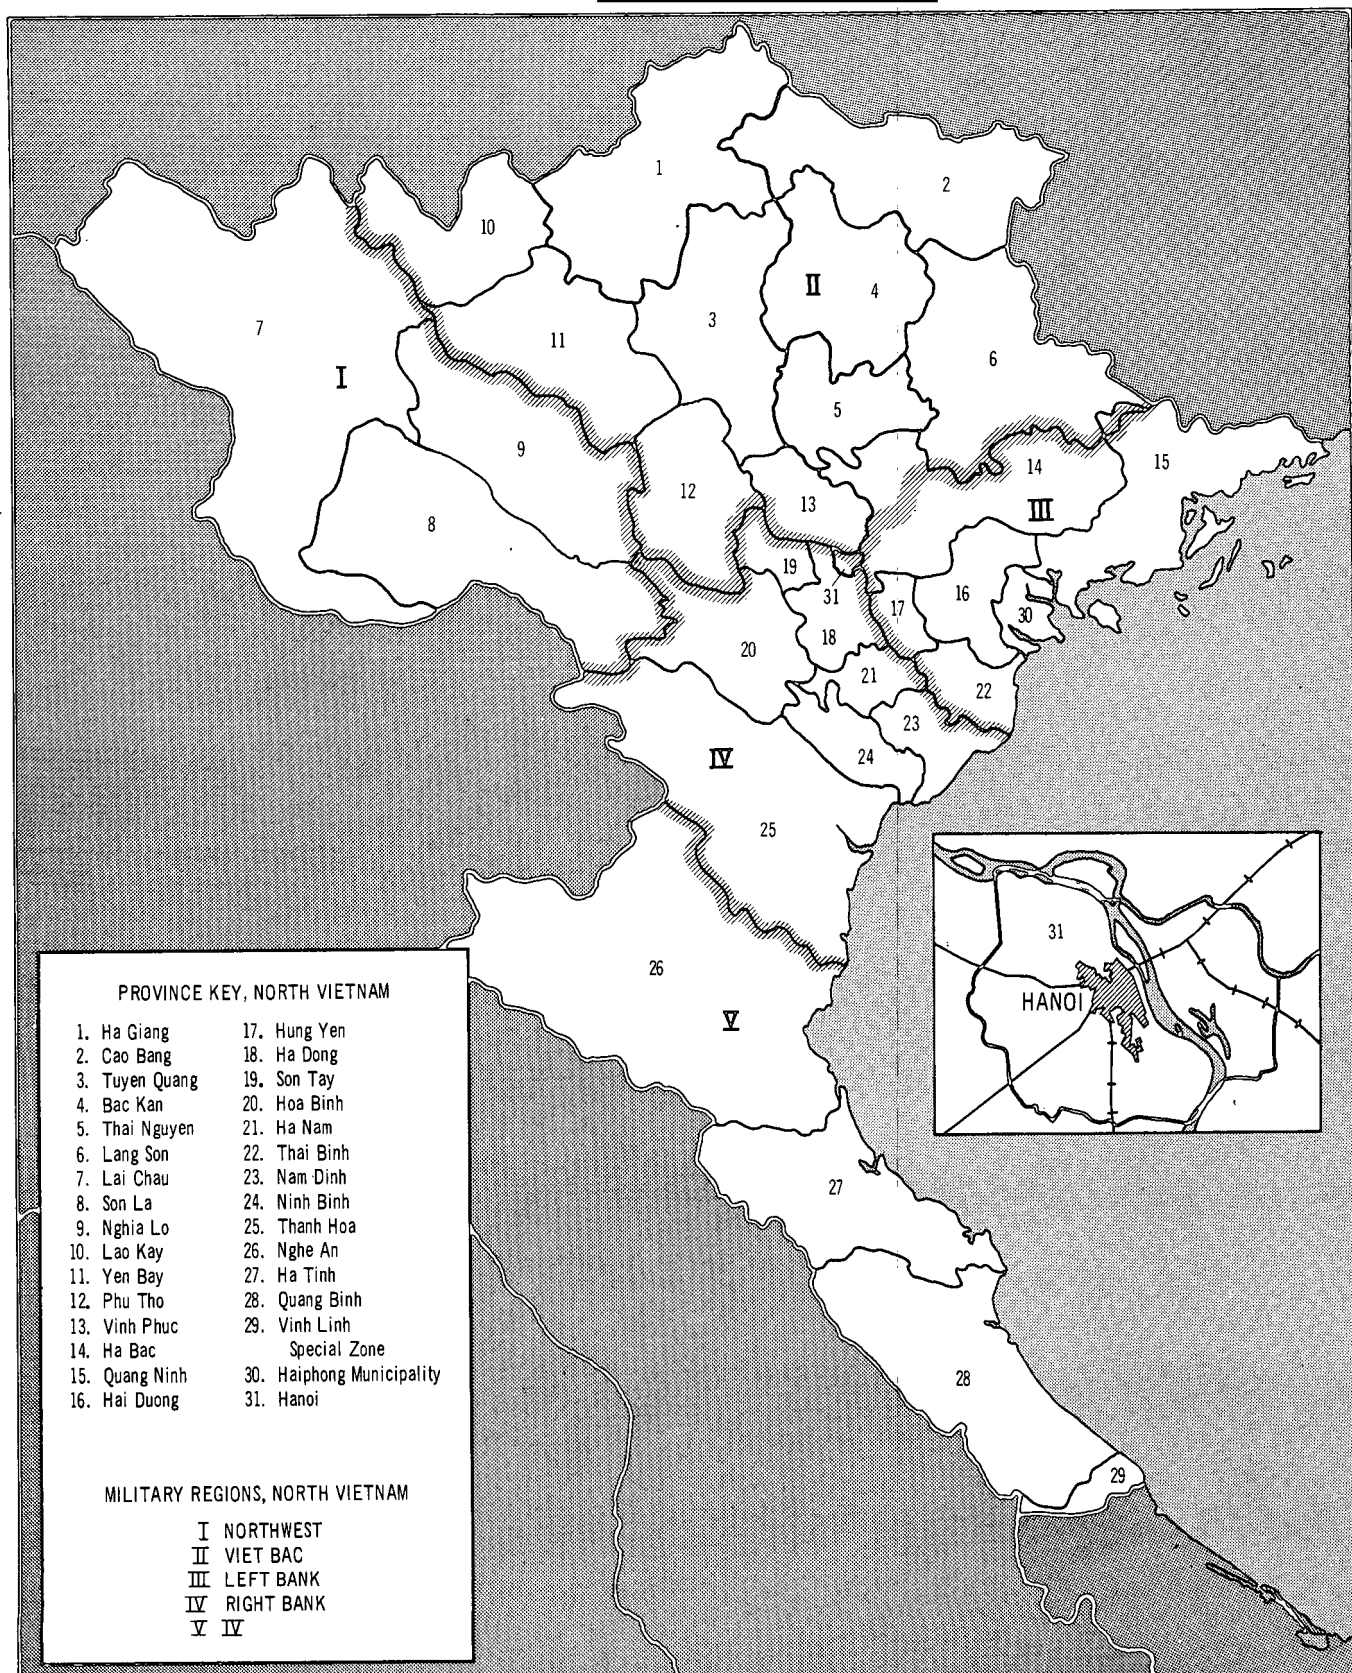 1
2
10
II
4
7
3
11
6
I
5
9
14
15
12
13
III
8
19
31
17
16
30
18
20
21
22
23
IV
24
25
31
26
HANOI
V
27
28
29
PROVINCE KEY, NORTH VIETNAM
1. Ha Giang
2. Cao Bang
3. Tuyen Quang
4. Bac Kan
5. Thai Nguyen
6. Lang Son
7. Lai Chau
8. Son La
9. Nghia Lo
10. Lao Kay
11. Yen Bay
12. Phu Tho
13. Vinh Phuc
14. Ha Bac
15. Quang Ninh
16. Hai Duong
17. Hung Yen
18. Ha Dong
19. Son Tay
20. Hoa Binh
21. Ha Nam
22. Thai Binh
23. Nam Dinh
24. Ninh Binh
25. Thanh Hoa
26. Nghe An
27. Ha Tinh
28. Quang Binh
29. Vinh Linh
Special Zone
30. Haiphong Municipality
31. Hanoi
MILITARY REGIONS, NORTH VIETNAM
I NORTHWEST
II VIET BAC
III LEFT BANK
IV RIGHT BANK
V IV